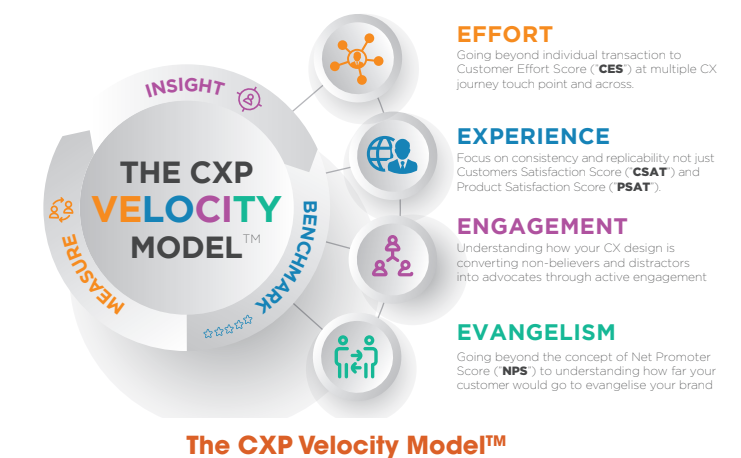 INSIGHT
THE CXP
VELOCITY
MODEL™
MEASURE
BENCHMARK
EFFORT
Going beyond individual transaction to
Customer Effort Score ("CES") at multiple CX
journey touch point and across.
EXPERIENCE
Focus on consistency and replicability not just
Customers Satisfaction Score ("CSAT") and
Product Satisfaction Score ("PSAT").
ENGAGEMENT
Understanding how your CX design is
converting non-believers and distractors
into advocates through active engagement
EVANGELISM
Going beyond the concept of Net Promoter
Score ("NPS") to understanding how far your
customer would go to evangelise your brand
The CXP Velocity Model™